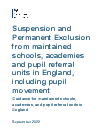 Suspension and
Permanent Exclusion
from maintained
schools, academies
and pupil referral
units in England,
including pupil
movement
Guidance for maintained schools,
academies, and pupil referral units in
England
September 2022